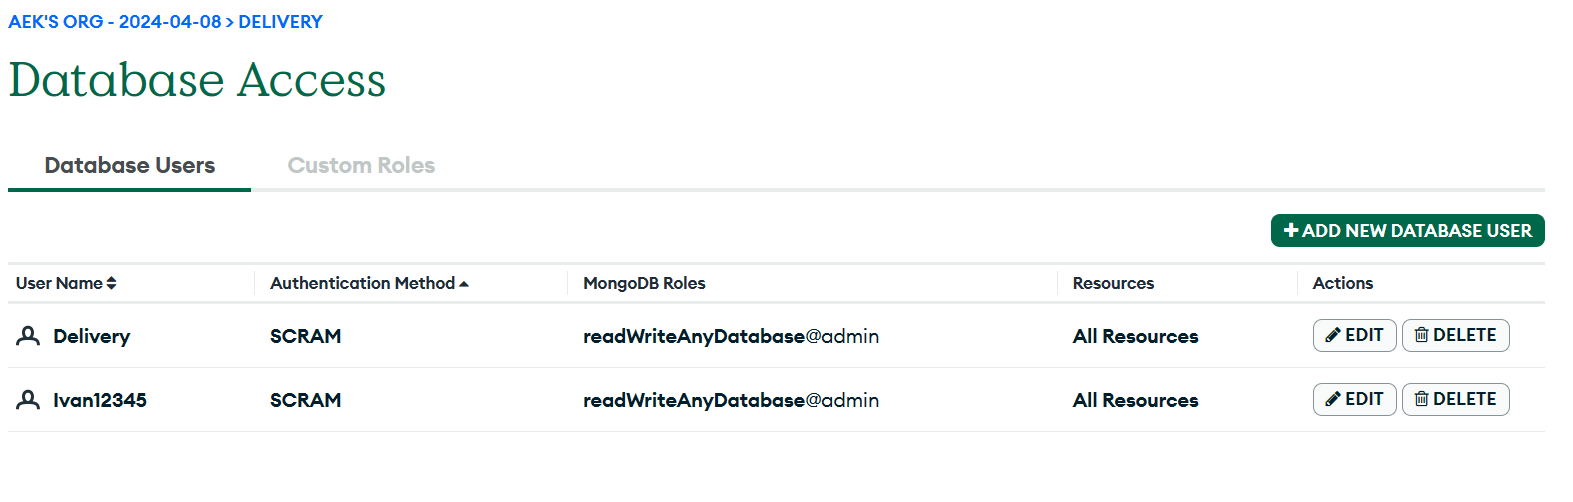 AEK'S ORG - 2024-04-08 > DELIVERY
Database Access
Database Users Custom Roles
+ ADD NEW DATABASE USER
User Name Authentication Method MongoDB Roles Resources Actions
Delivery SCRAM readWriteAnyDatabase@admin All Resources EDIT DELETE
Ivan12345 SCRAM readWriteAnyDatabase@admin All Resources EDIT DELETE